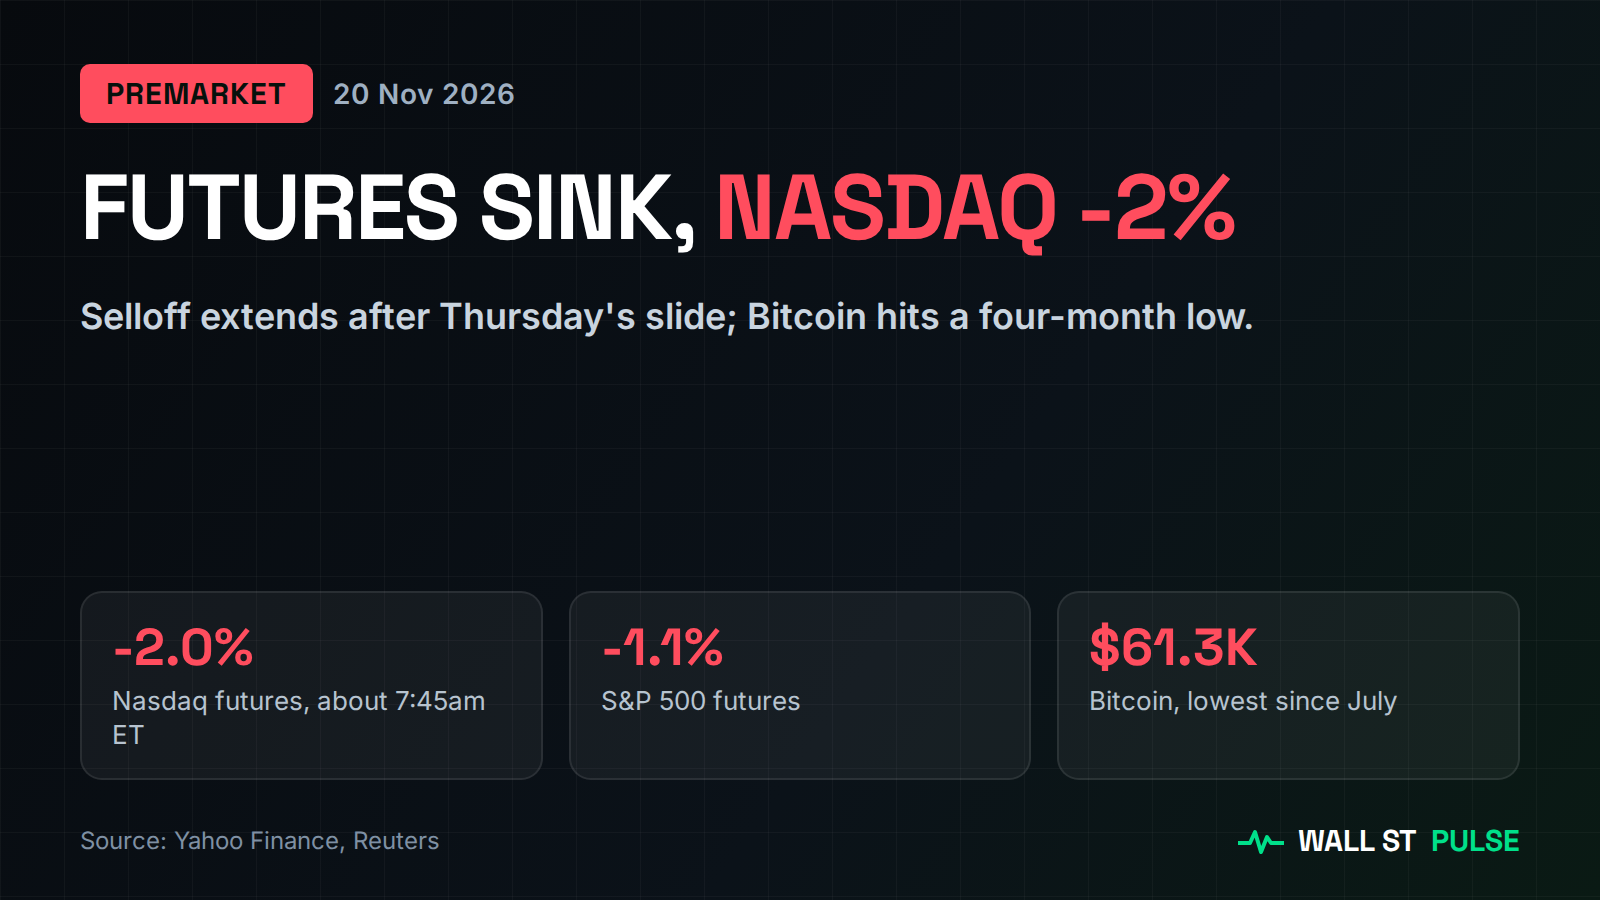 PREMARKET 20 Nov 2026
FUTURES SINK, NASDAQ -2%
Selloff extends after Thursday's slide; Bitcoin hits a four-month low.
-2.0%
Nasdaq futures, about 7:45am
ET
-1.1%
S&P 500 futures
$61.3K
Bitcoin, lowest since July
Source: Yahoo Finance, Reuters
WALL ST PULSE